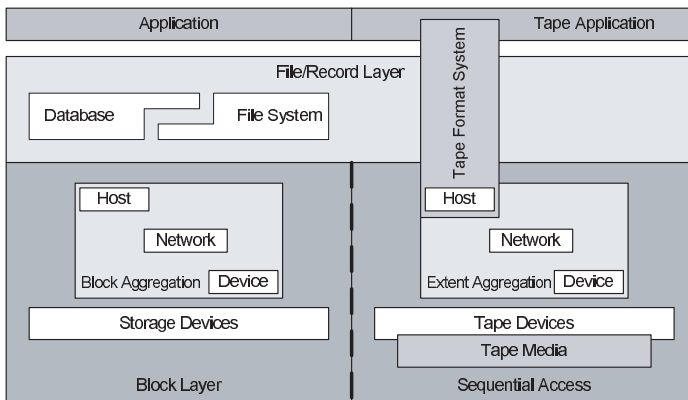 Application
Tape Application
File/Record Layer
Tape Format System
Database
File System
Host
Network
Block Aggregation
Device
Host
Network
Extent Aggregation
Device
Storage Devices
Tape Devices
Tape Media
Block Layer
Sequential Access